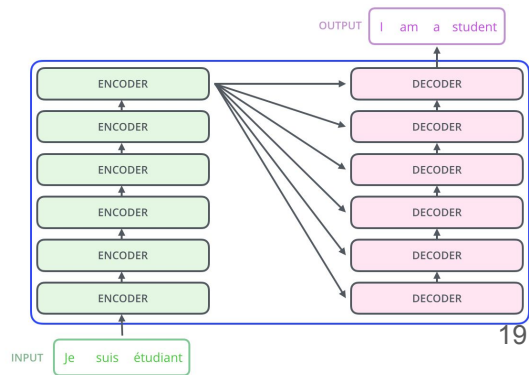 OUTPUT I am a student
ENCODER DECODER
ENCODER DECODER
ENCODER DECODER
ENCODER DECODER
ENCODER DECODER
ENCODER DECODER
19
INPUT Je suis étudiant